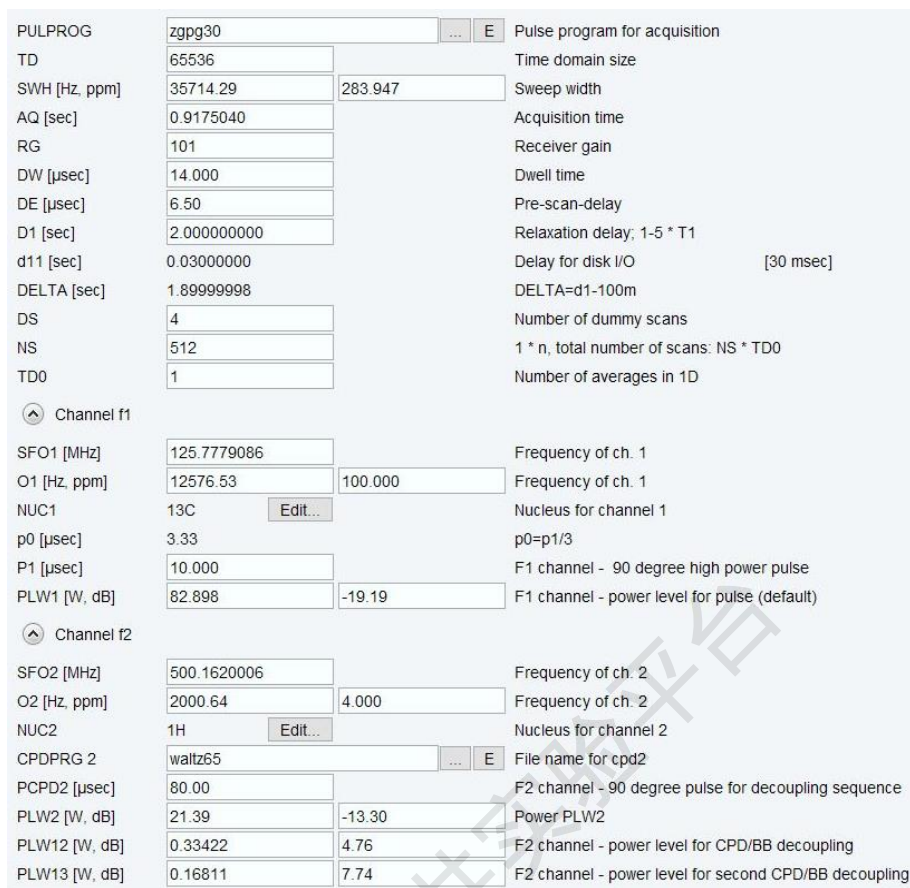 PULPROG zgpg30 ... E Pulse program for acquisition
TD 65536 Time domain size
SWH [Hz, ppm] 35714.29 283.947 Sweep width
AQ [sec] 0.9175040 Acquisition time
RG 101 Receiver gain
DW [µsec] 14.000 Dwell time
DE [µsec] 6.50 Pre-scan-delay
D1 [sec] 2.000000000 Relaxation delay; 1-5 * T1
d11 [sec] 0.03000000 Delay for disk I/O [30 msec]
DELTA [sec] 1.89999998 DELTA=d1-100m
DS 4 Number of dummy scans
NS 512 1 * n, total number of scans: NS * TD0
TD0 1 Number of averages in 1D
Channel f1
SFO1 [MHz] 125.7779086 Frequency of ch. 1
O1 [Hz, ppm] 12576.53 100.000 Frequency of ch. 1
NUC1 13C Edit... Nucleus for channel 1
p0 [µsec] 3.33 p0=p1/3
P1 [µsec] 10.000 F1 channel - 90 degree high power pulse
PLW1 [W, dB] 82.898 -19.19 F1 channel - power level for pulse (default)
Channel f2
SFO2 [MHz] 500.1620006 Frequency of ch. 2
O2 [Hz, ppm] 2000.64 4.000 Frequency of ch. 2
NUC2 1H Edit... Nucleus for channel 2
CPDPRG 2 waltz65 ... E File name for cpd2
PCPD2 [µsec] 80.00 F2 channel - 90 degree pulse for decoupling sequence
PLW2 [W, dB] 21.39 -13.30 Power PLW2
PLW12 [W, dB] 0.33422 4.76 F2 channel - power level for CPD/BB decoupling
PLW13 [W, dB] 0.16811 7.74 F2 channel - power level for second CPD/BB decoupling
实验平台